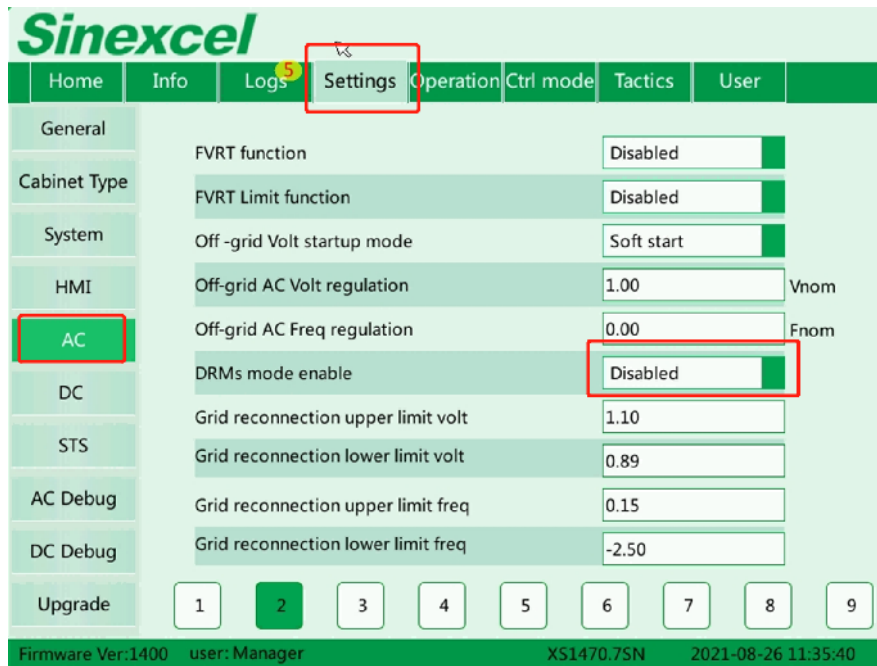 Sinexcel
Home Info Logs 5 Settings Operation Ctrl mode Tactics User
General
Cabinet Type
System
HMI
AC
DC
STS
AC Debug
DC Debug
Upgrade
FVRT function Disabled
FVRT Limit function Disabled
Off -grid Volt startup mode Soft start
Off-grid AC Volt regulation 1.00 Vnom
Off-grid AC Freq regulation 0.00 Fnom
DRMs mode enable Disabled
Grid reconnection upper limit volt 1.10
Grid reconnection lower limit volt 0.89
Grid reconnection upper limit freq 0.15
Grid reconnection lower limit freq -2.50
1 2 3 4 5 6 7 8 9
Firmware Ver:1400 user: Manager XS1470.7SN 2021-08-26 11:35:40